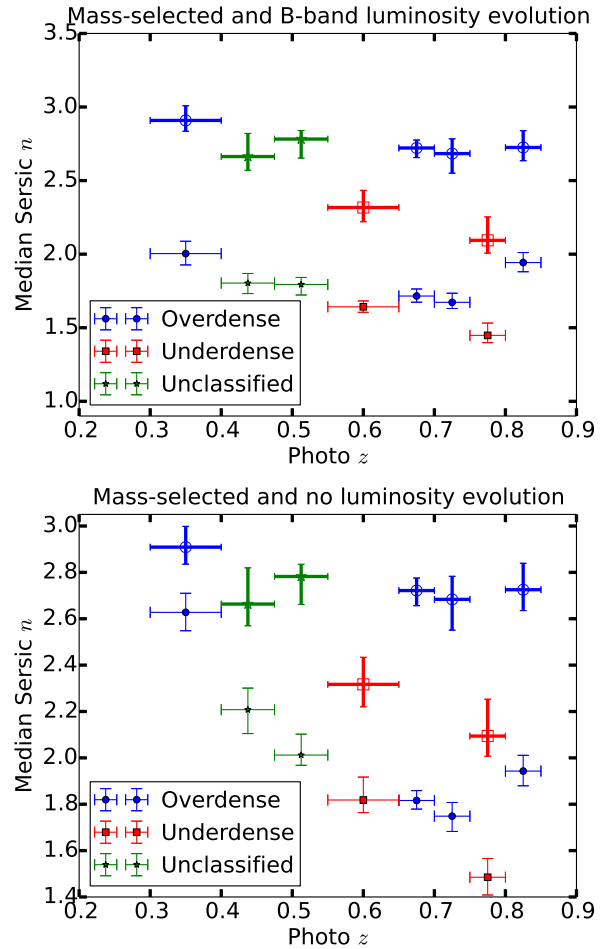 Mass-selected and B-band luminosity evolution
3.5
3.0
2.5
2.0
1.5
1.0
Median Sersic n
Overdense
Underdense
Unclassified
0.2 0.3 0.4 0.5 0.6 0.7 0.8 0.9
Photo z
Mass-selected and no luminosity evolution
3.0
2.8
2.6
2.4
2.2
2.0
1.8
1.6
1.4
Median Sersic n
Overdense
Underdense
Unclassified
0.2 0.3 0.4 0.5 0.6 0.7 0.8 0.9
Photo z